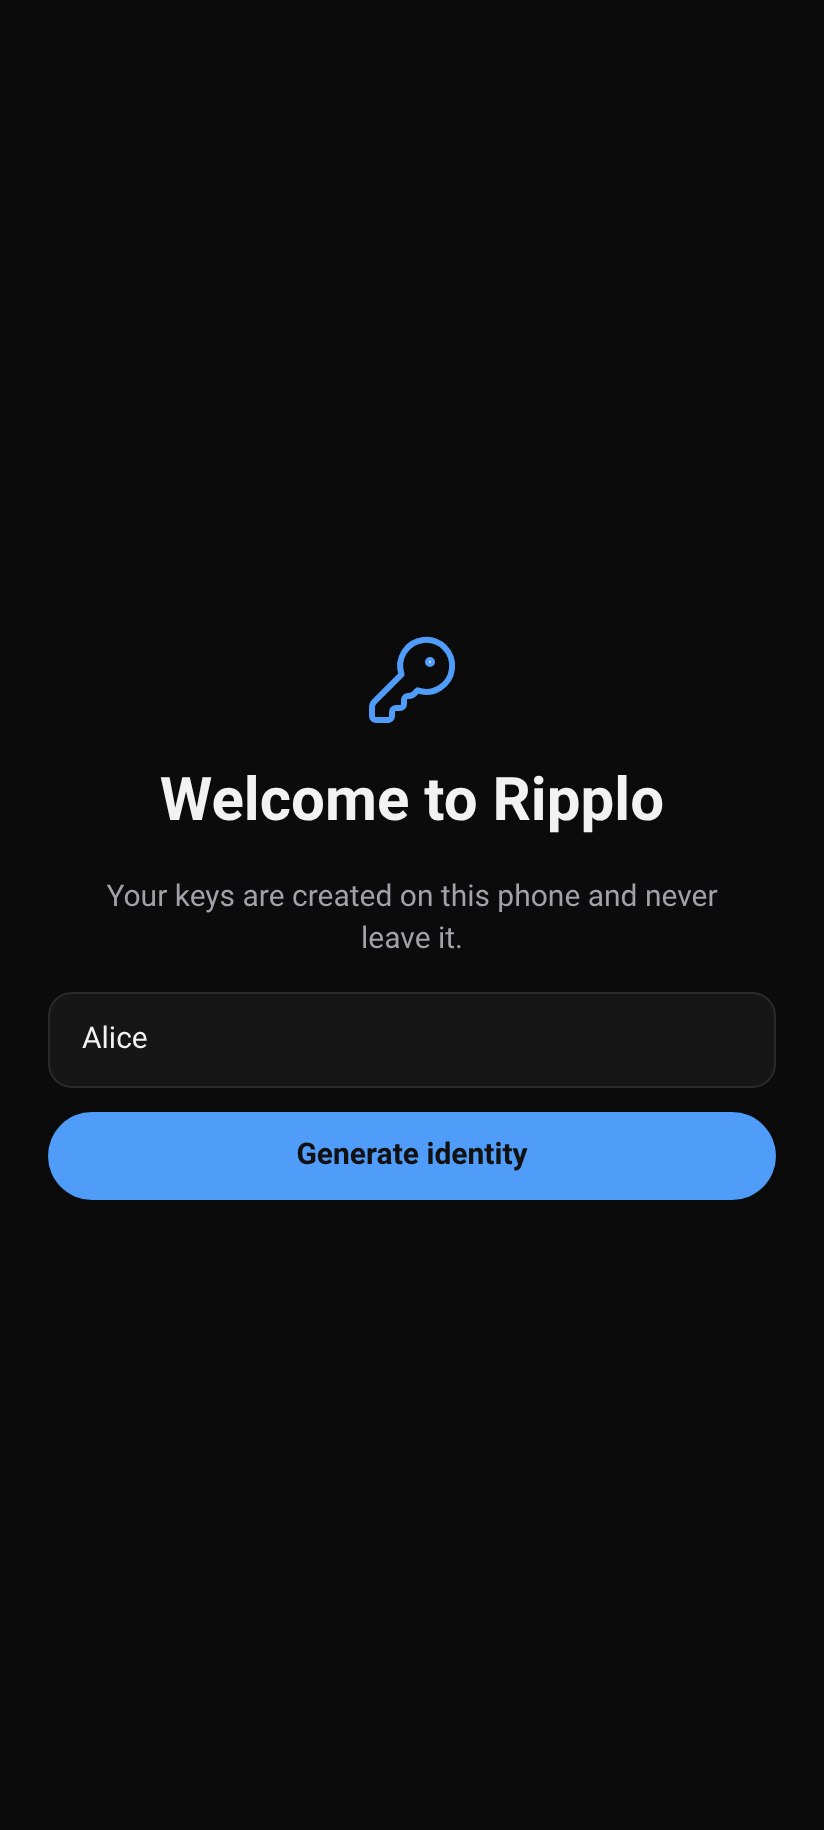 Welcome to Ripplo
Your keys are created on this phone and never
leave it.
Alice
Generate identity